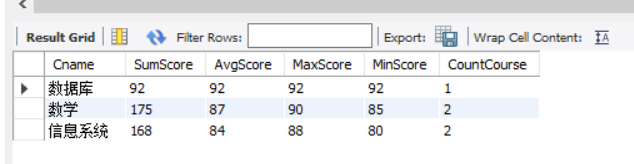 Result Grid Filter Rows: Export: Wrap Cell Content: IA
Cname SumScore AvgScore MaxScore MinScore CountCourse
数据库 92 92 92 92 1
数学 175 87 90 85 2
信息系统 168 84 88 80 2